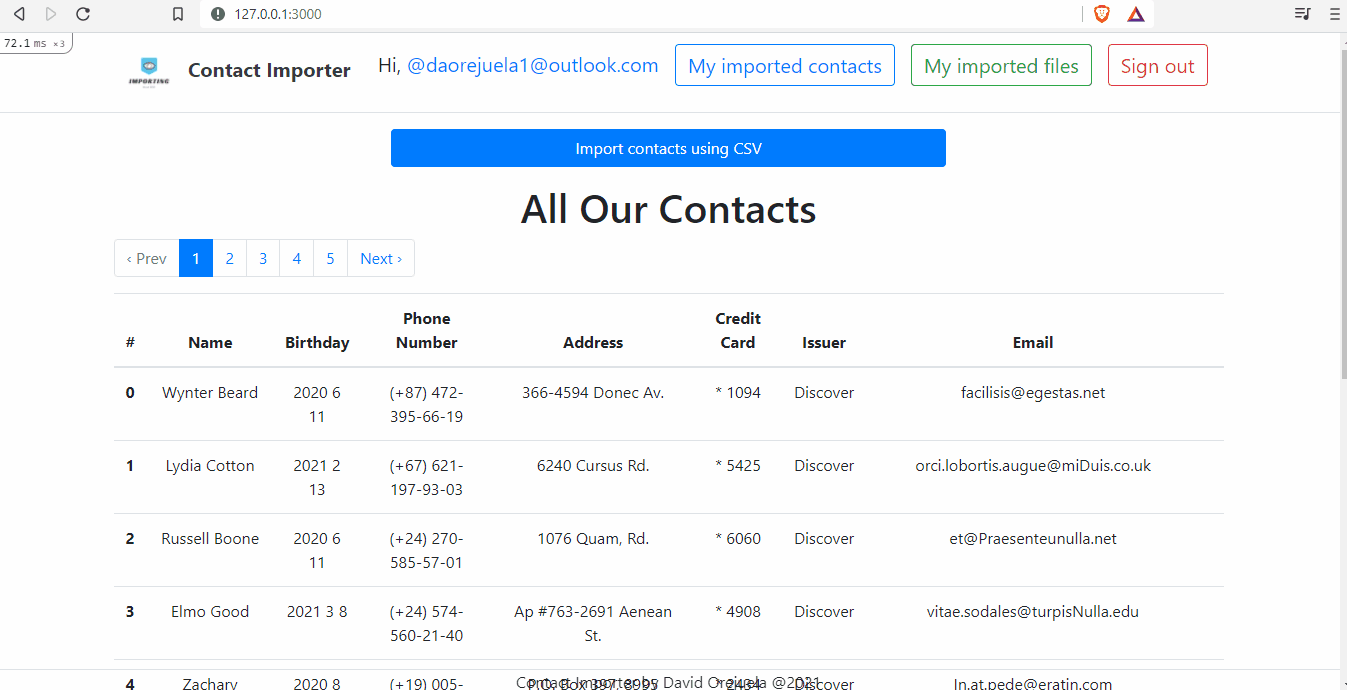 127.0.0.1:3000
72.1 ms ×3
IMPORTING
Contact Importer
Hi, @daorejuela1@outlook.com
My imported contacts
My imported files
Sign out
Import contacts using CSV
All Our Contacts
‹ Prev 1 2 3 4 5 Next ›
# Name Birthday Phone Number Address Credit Card Issuer Email
0 Wynter Beard 2020 6 11 (+87) 472-395-66-19 366-4594 Donec Av. * 1094 Discover facilisis@egestas.net
1 Lydia Cotton 2021 2 13 (+67) 621-197-93-03 6240 Cursus Rd. * 5425 Discover orci.lobortis.augue@miDuis.co.uk
2 Russell Boone 2020 6 11 (+24) 270-585-57-01 1076 Quam, Rd. * 6060 Discover et@Praesenteunulla.net
3 Elmo Good 2021 3 8 (+24) 574-560-21-40 Ap #763-2691 Aenean St. * 4908 Discover vitae.sodales@turpisNulla.edu
4 Zachary 2020 8 (+19) 005- P.O. Box 397, 8995 * 2434 Discover In.at.pede@eratin.com
Contact Importer by David Orejuela @2021